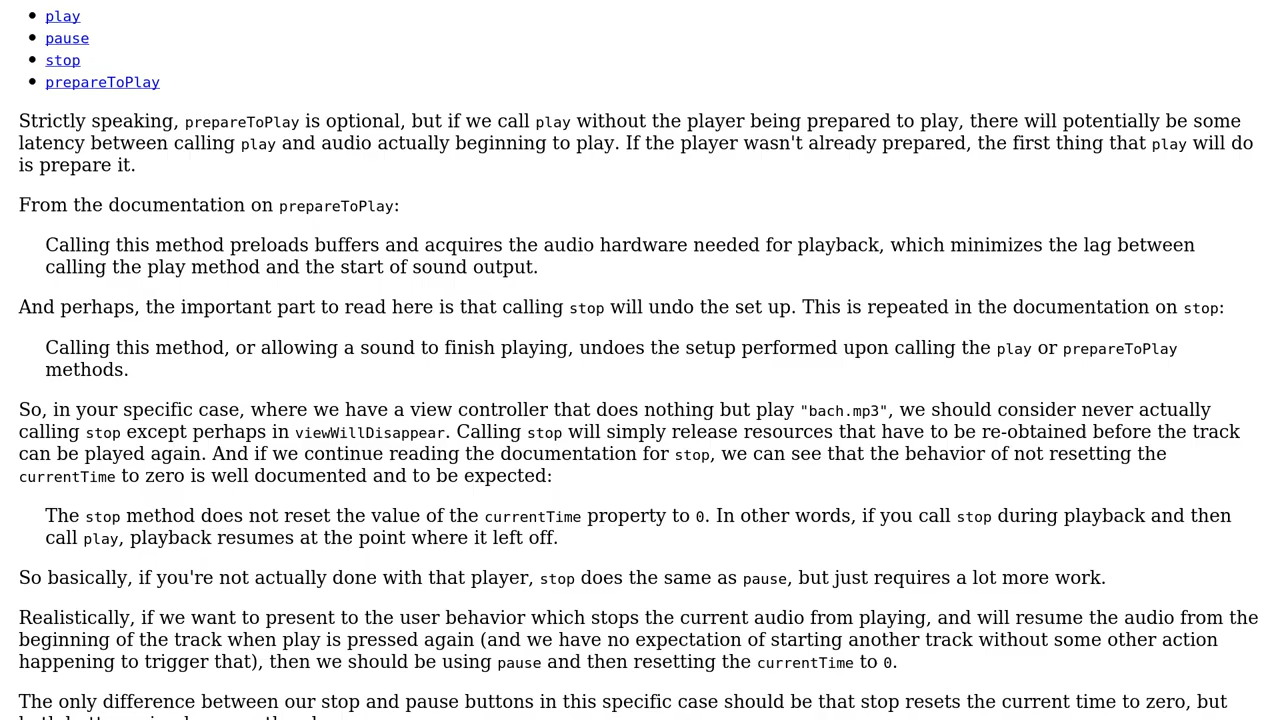 play
pause
stop
prepareToPlay
Strictly speaking, prepareToPlay is optional, but if we call play without the player being prepared to play, there will potentially be some
latency between calling play and audio actually beginning to play. If the player wasn't already prepared, the first thing that play will do
is prepare it.
From the documentation on prepareToPlay:
Calling this method preloads buffers and acquires the audio hardware needed for playback, which minimizes the lag between
calling the play method and the start of sound output.
And perhaps, the important part to read here is that calling stop will undo the set up. This is repeated in the documentation on stop:
Calling this method, or allowing a sound to finish playing, undoes the setup performed upon calling the play or prepareToPlay
methods.
So, in your specific case, where we have a view controller that does nothing but play "bach.mp3", we should consider never actually
calling stop except perhaps in viewWillDisappear. Calling stop will simply release resources that have to be re-obtained before the track
can be played again. And if we continue reading the documentation for stop, we can see that the behavior of not resetting the
currentTime to zero is well documented and to be expected:
The stop method does not reset the value of the currentTime property to 0. In other words, if you call stop during playback and then
call play, playback resumes at the point where it left off.
So basically, if you're not actually done with that player, stop does the same as pause, but just requires a lot more work.
Realistically, if we want to present to the user behavior which stops the current audio from playing, and will resume the audio from the
beginning of the track when play is pressed again (and we have no expectation of starting another track without some other action
happening to trigger that), then we should be using pause and then resetting the currentTime to 0.
The only difference between our stop and pause buttons in this specific case should be that stop resets the current time to zero, but